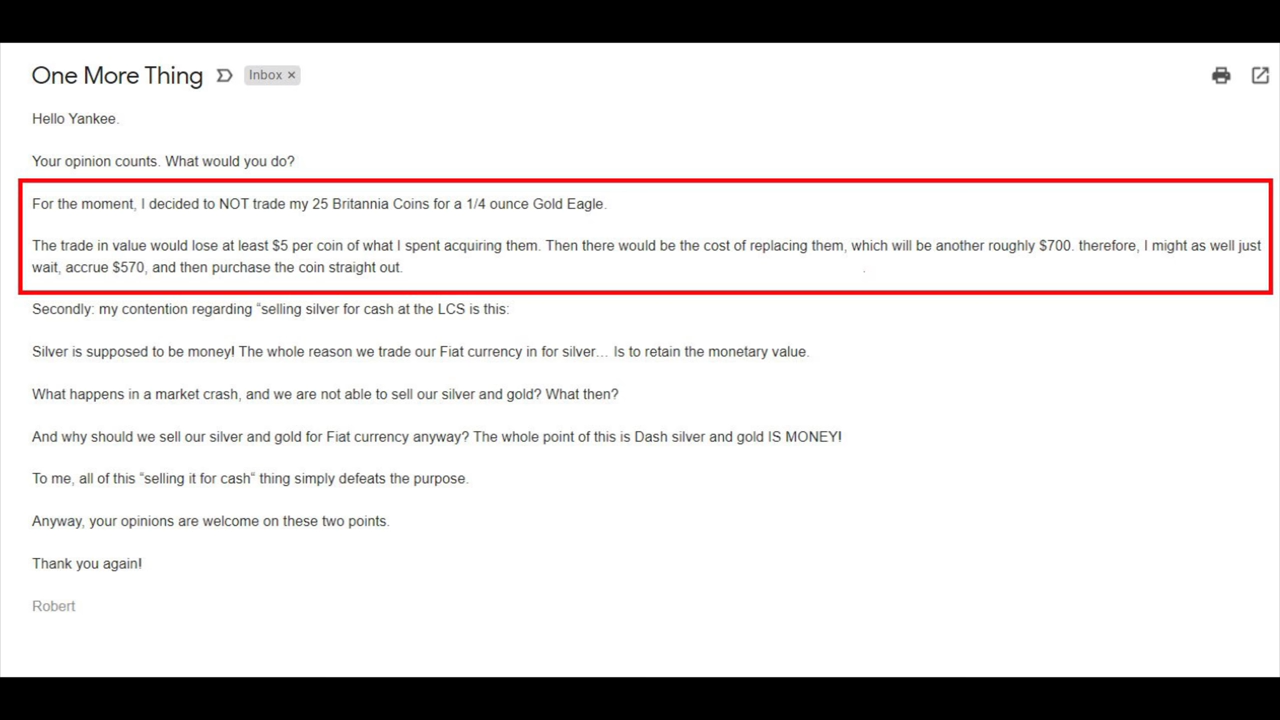 One More Thing Inbox ×
Hello Yankee.
Your opinion counts. What would you do?
For the moment, I decided to NOT trade my 25 Britannia Coins for a 1/4 ounce Gold Eagle.
The trade in value would lose at least $5 per coin of what I spent acquiring them. Then there would be the cost of replacing them, which will be another roughly $700. therefore, I might as well just
wait, accrue $570, and then purchase the coin straight out.
Secondly: my contention regarding “selling silver for cash at the LCS is this:
Silver is supposed to be money! The whole reason we trade our Fiat currency in for silver… Is to retain the monetary value.
What happens in a market crash, and we are not able to sell our silver and gold? What then?
And why should we sell our silver and gold for Fiat currency anyway? The whole point of this is Dash silver and gold IS MONEY!
To me, all of this “selling it for cash“ thing simply defeats the purpose.
Anyway, your opinions are welcome on these two points.
Thank you again!
Robert